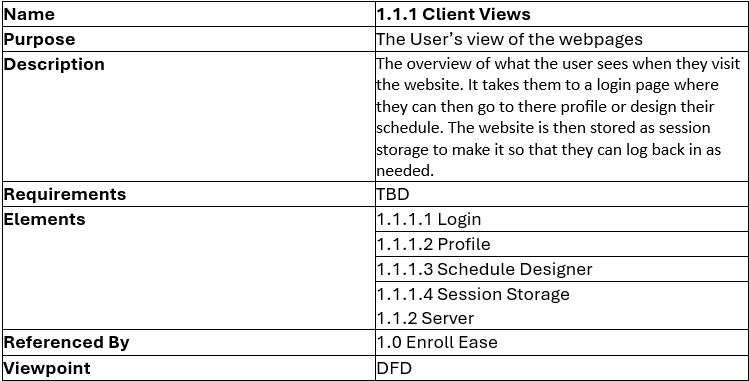 Name 1.1.1 Client Views
Purpose The User's view of the webpages
Description The overview of what the user sees when they visit
the website. It takes them to a login page where
they can then go to there profile or design their
schedule. The website is then stored as session
storage to make it so that they can log back in as
needed.
Requirements TBD
Elements 1.1.1.1 Login
1.1.1.2 Profile
1.1.1.3 Schedule Designer
1.1.1.4 Session Storage
1.1.2 Server
Referenced By 1.0 Enroll Ease
Viewpoint DFD